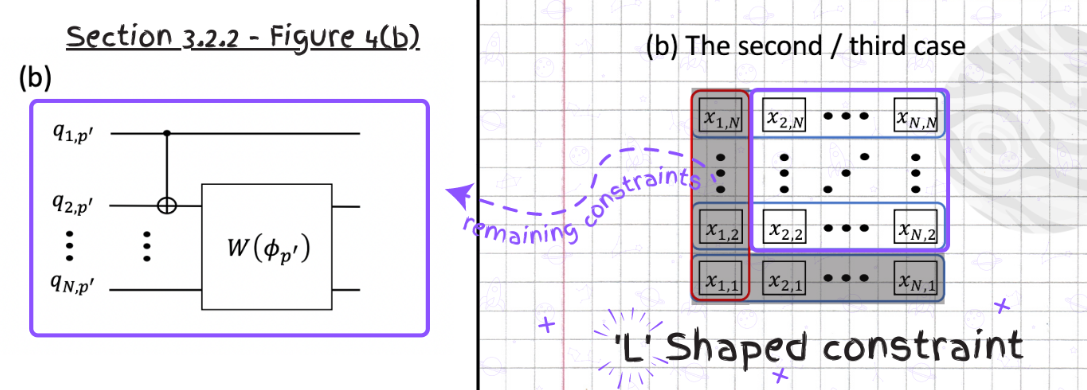 Section 3.2.2 - Figure 4(b)
(b)
q_{1,p'}
q_{2,p'}
q_{N,p'}
W(ϕ_{p'})
(b) The second / third case
x_{1,N} x_{2,N} ••• x_{N,N}
x_{1,2} x_{2,2} ••• x_{N,2}
x_{1,1} x_{2,1} ••• x_{N,1}
remaining constraints
'L' Shaped constraint